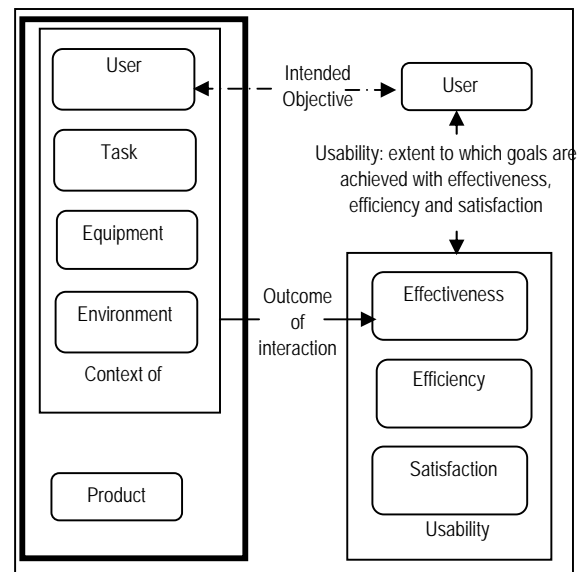 User
Task
Equipment
Environment
Context of
Product
Intended
Objective
User
Usability: extent to which goals are
achieved with effectiveness,
efficiency and satisfaction
Outcome
of
interaction
Effectiveness
Efficiency
Satisfaction
Usability